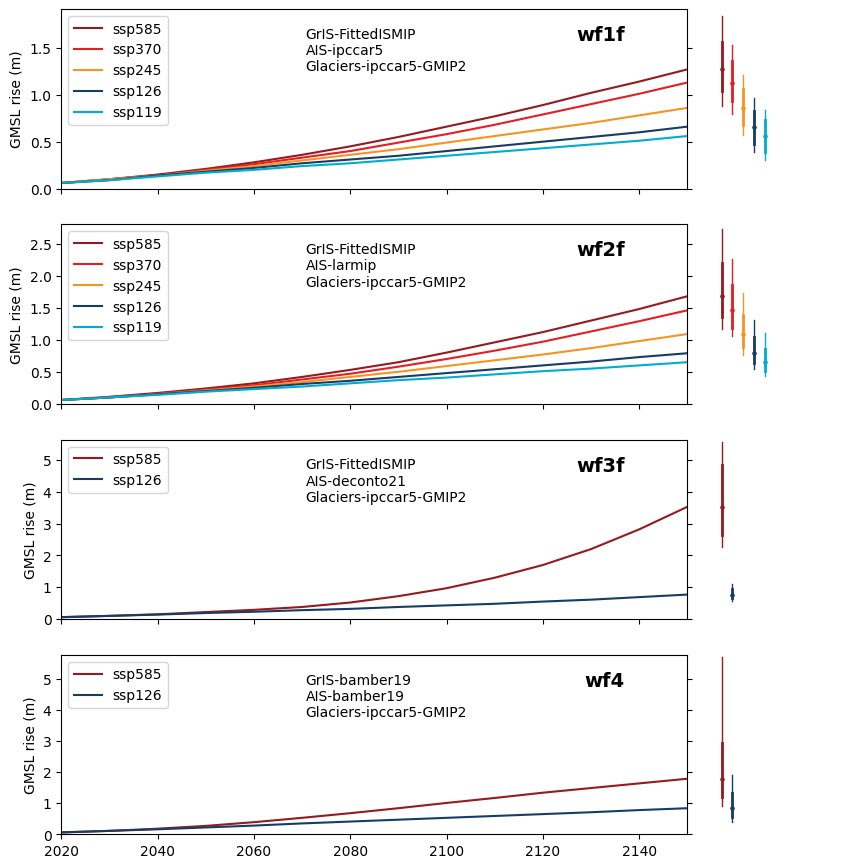 ssp585
ssp370
ssp245
ssp126
ssp119
GrIS-FittedISMIP
AIS-ipccar5
Glaciers-ipccar5-GMIP2
wf1f
GMSL rise (m)
1.5
1.0
0.5
0.0
ssp585
ssp370
ssp245
ssp126
ssp119
GrIS-FittedISMIP
AIS-larmip
Glaciers-ipccar5-GMIP2
wf2f
GMSL rise (m)
2.5
2.0
1.5
1.0
0.5
0.0
ssp585
ssp126
GrIS-FittedISMIP
AIS-deconto21
Glaciers-ipccar5-GMIP2
wf3f
GMSL rise (m)
5
4
3
2
1
0
ssp585
ssp126
GrIS-bamber19
AIS-bamber19
Glaciers-ipccar5-GMIP2
wf4
GMSL rise (m)
5
4
3
2
1
0
2020 2040 2060 2080 2100 2120 2140